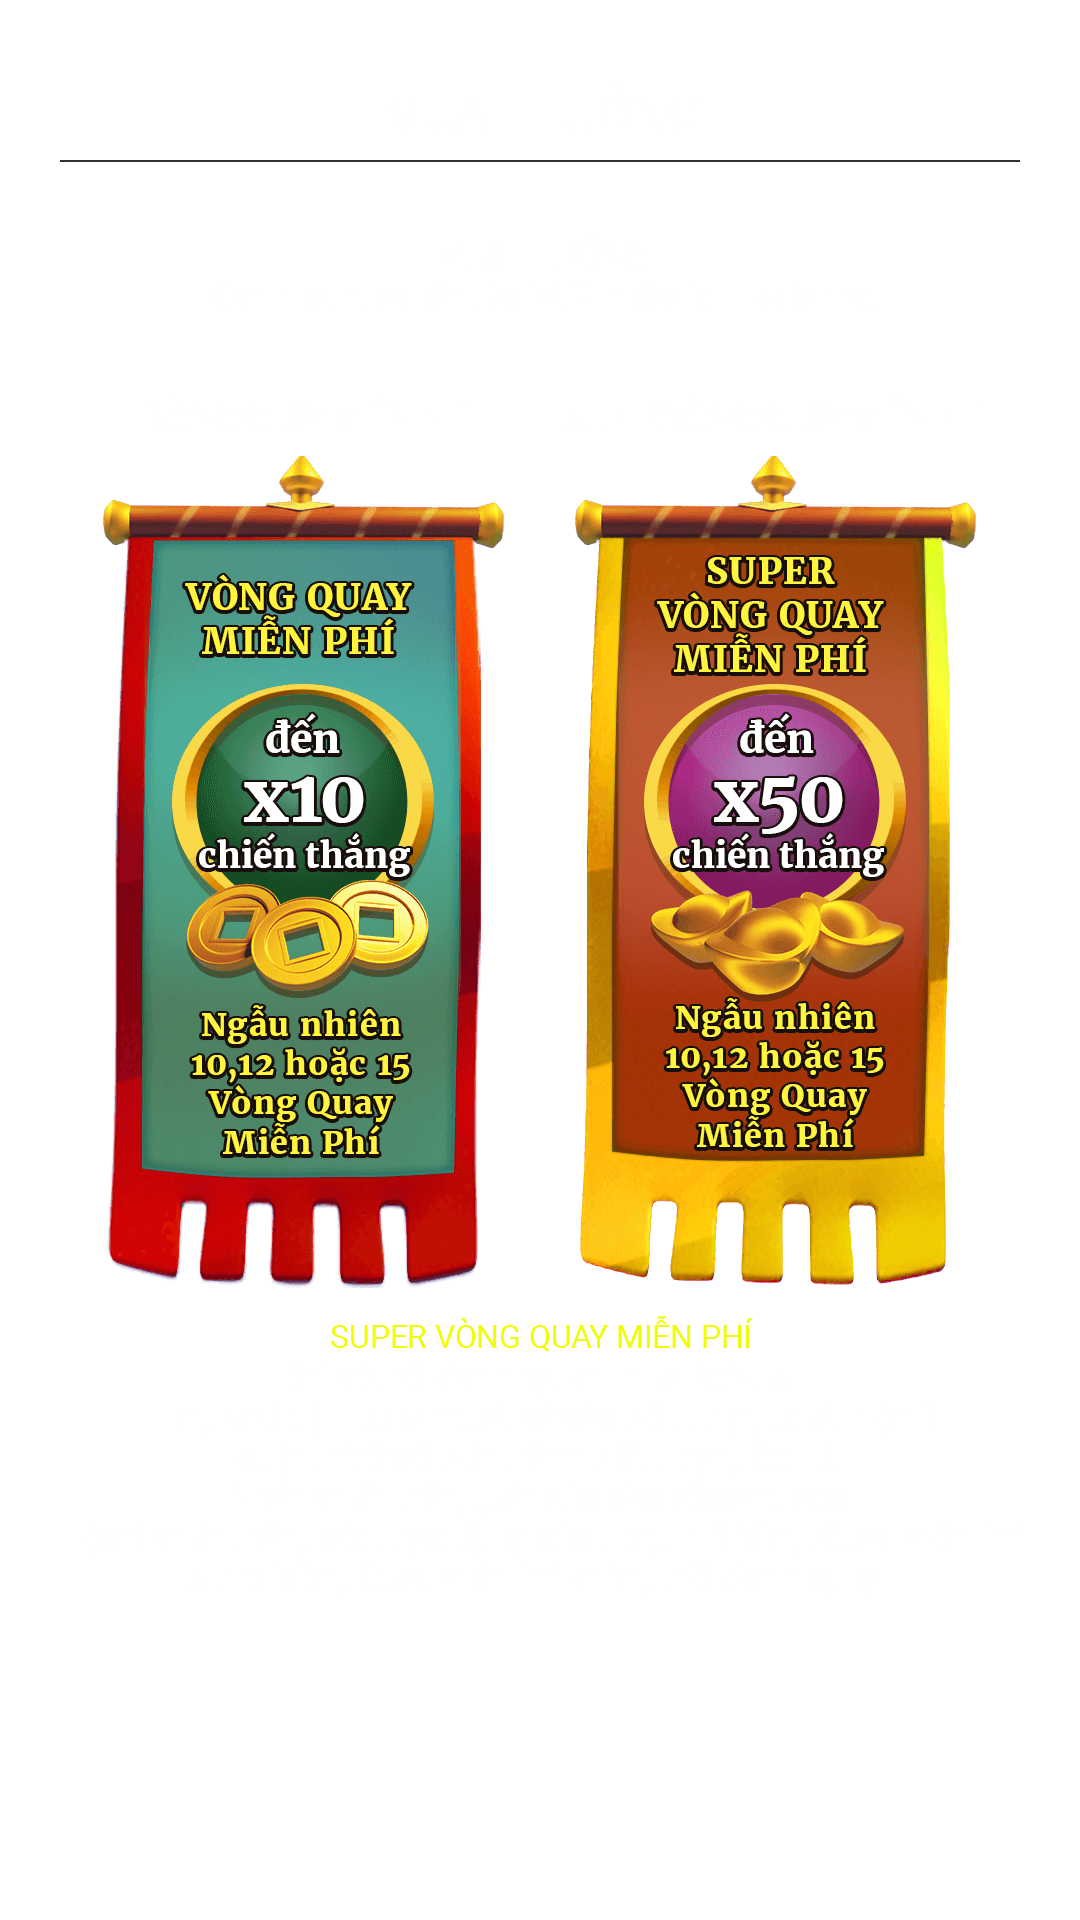 VÒNG QUAY
MIỄN PHÍ
đến
x10
chiến thắng
Ngẫu nhiên
10,12 hoặc 15
Vòng Quay
Miễn Phí
SUPER
VÒNG QUAY
MIỄN PHÍ
đến
x50
chiến thắng
Ngẫu nhiên
10,12 hoặc 15
Vòng Quay
Miễn Phí
SUPER VÒNG QUAY MIỄN PHÍ